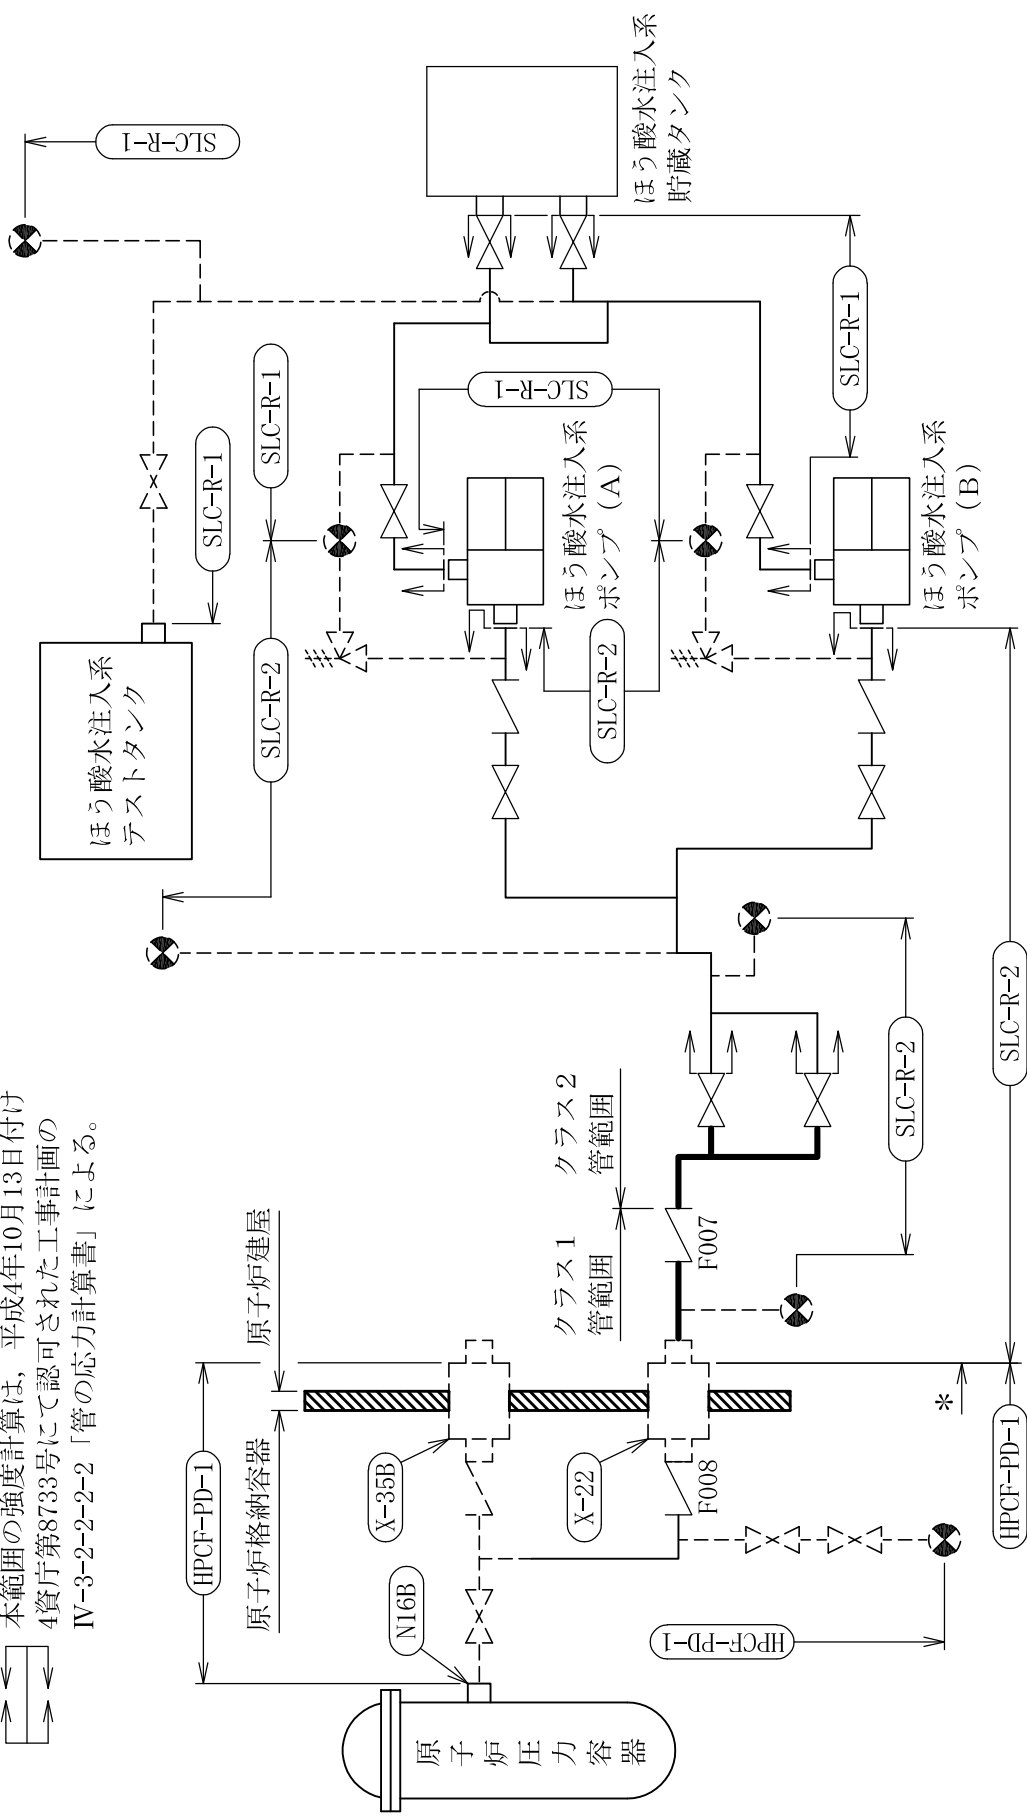 本範囲の強度計算は，平成4年10月13日付け
4資庁第8733号にて認可された工事計画の
Ⅳ-3-2-2-2-2「管の応力計算書」による。
HPCF-PD-1
原子炉格納容器
原子炉建屋
N16B
X-35B
X-22
原子炉圧力容器
F008
F007
HPCF-PD-1
HPCF-PD-1
*
クラス1
管範囲
クラス2
管範囲
SLC-R-2
SLC-R-2
ほう酸水注入系
テストタンク
SLC-R-1
SLC-R-2
SLC-R-1
SLC-R-1
SLC-R-2
SLC-R-1
ほう酸水注入系
ポンプ（A）
ほう酸水注入系
ポンプ（B）
SLC-R-1
ほう酸水注入系
貯蔵タンク